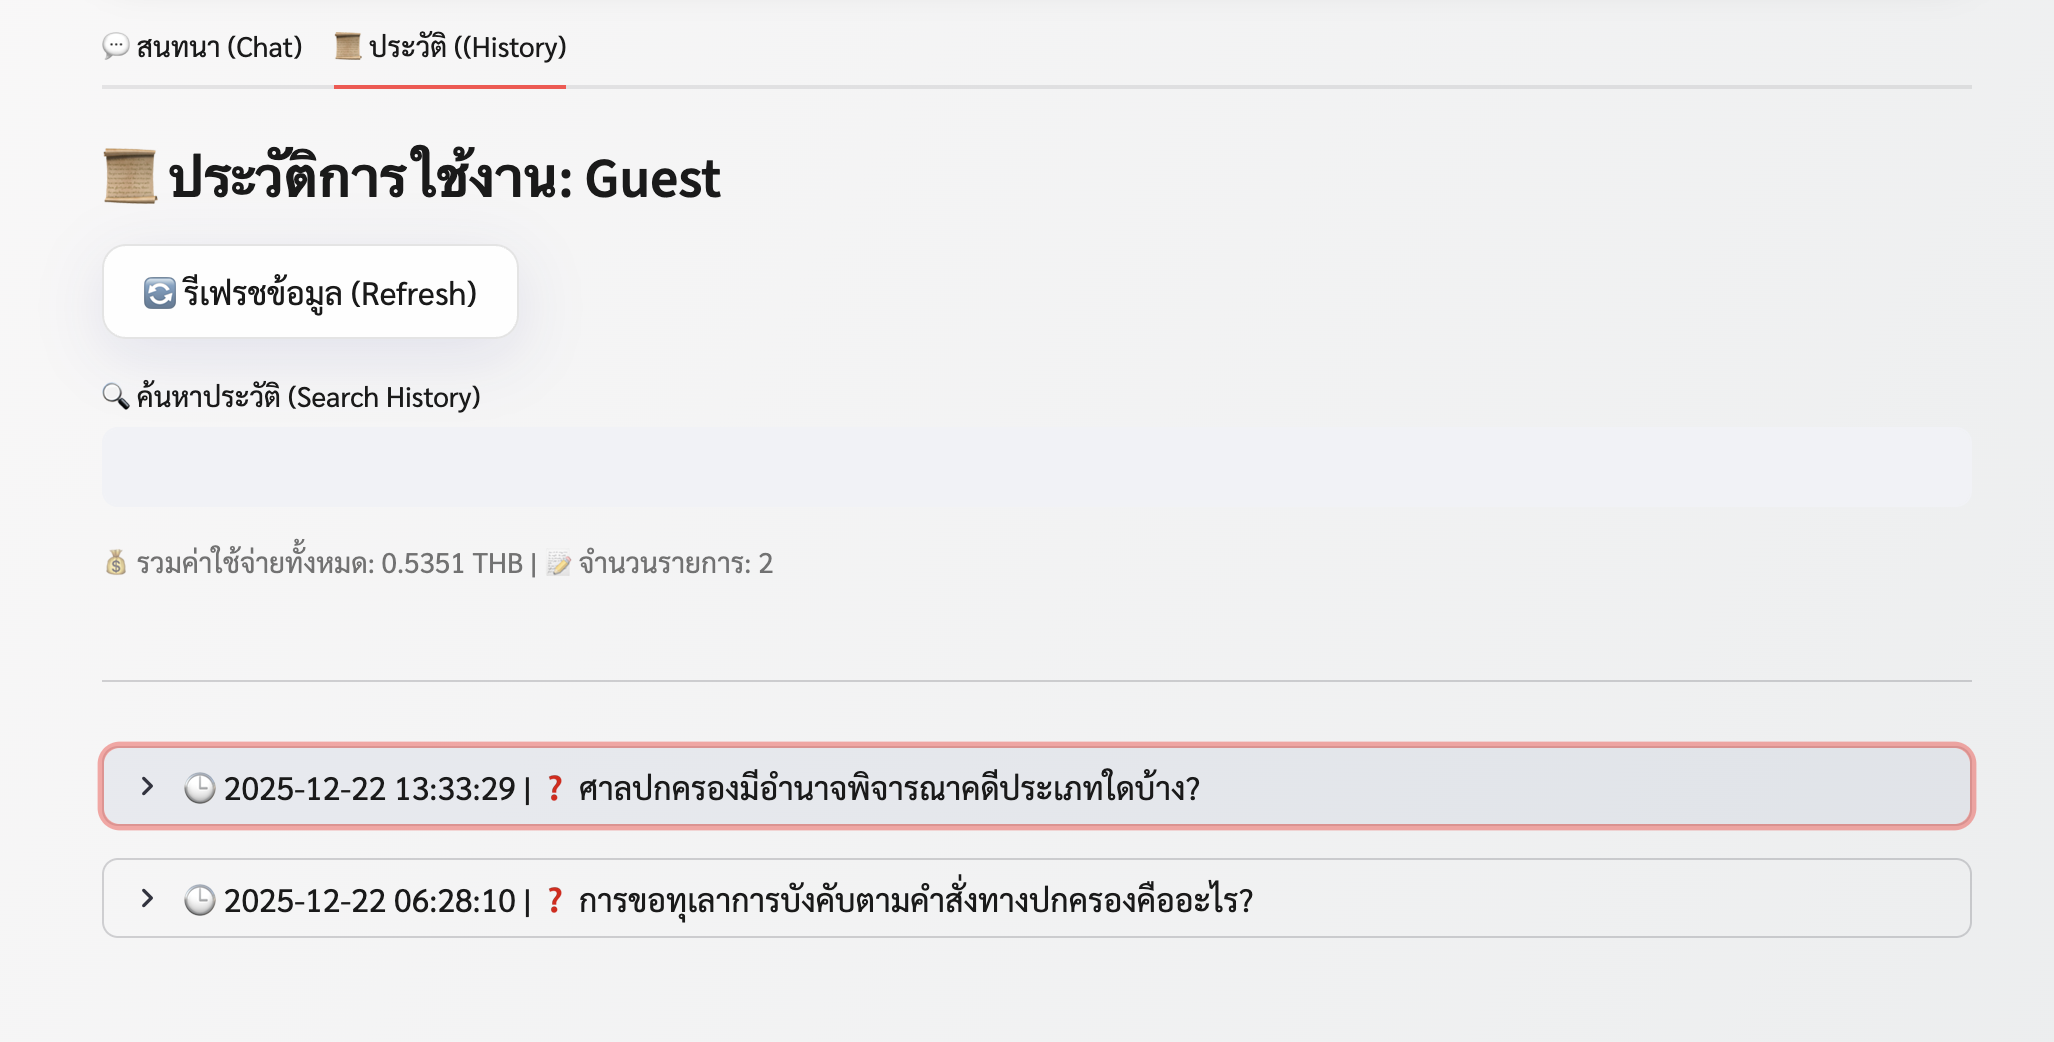 💬 สนทนา (Chat) 📜 ประวัติ ((History)
📜 ประวัติการใช้งาน: Guest
🔄 รีเฟรชข้อมูล (Refresh)
🔍 ค้นหาประวัติ (Search History)
💰 รวมค่าใช้จ่ายทั้งหมด: 0.5351 THB | 📝 จำนวนรายการ: 2
🕒 2025-12-22 13:33:29 | ❓ ศาลปกครองมีอำนาจพิจารณาคดีประเภทใดบ้าง?
🕒 2025-12-22 06:28:10 | ❓ การขอทุเลาการบังคับตามคำสั่งทางปกครองคืออะไร?